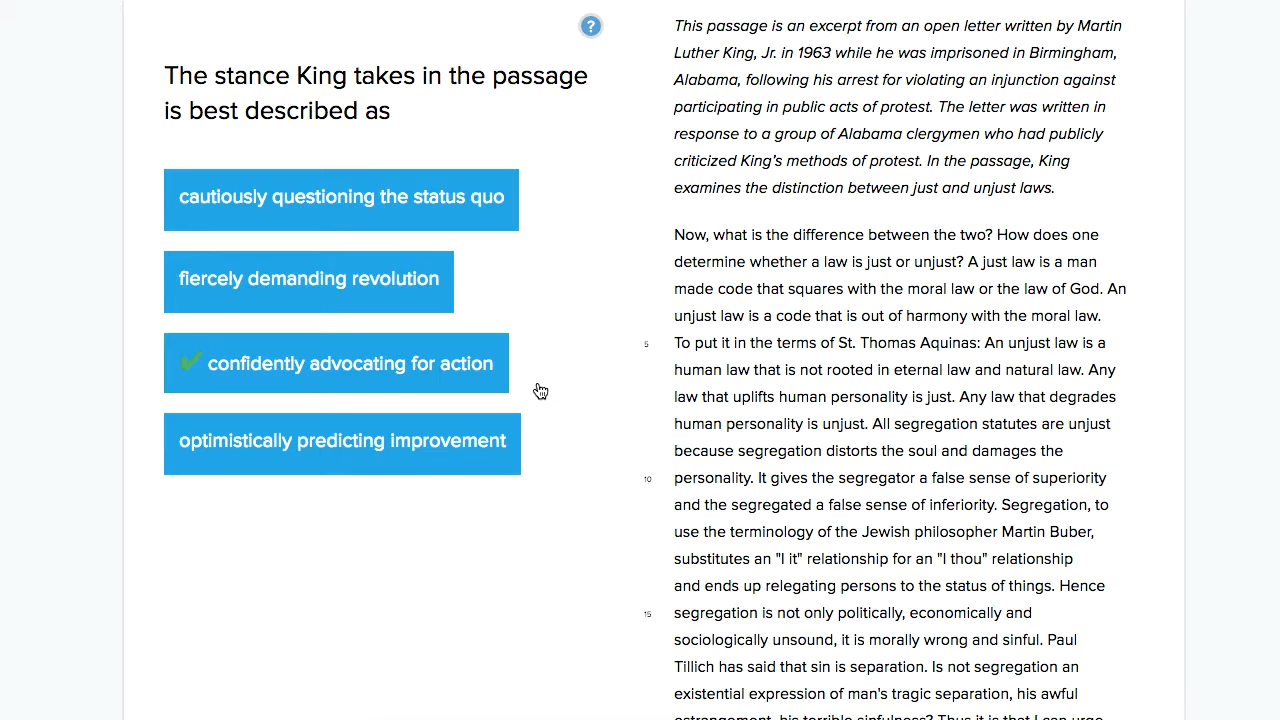 ?
The stance King takes in the passage
is best described as
cautiously questioning the status quo
fiercely demanding revolution
✔ confidently advocating for action
optimistically predicting improvement
This passage is an excerpt from an open letter written by Martin
Luther King, Jr. in 1963 while he was imprisoned in Birmingham,
Alabama, following his arrest for violating an injunction against
participating in public acts of protest. The letter was written in
response to a group of Alabama clergymen who had publicly
criticized King's methods of protest. In the passage, King
examines the distinction between just and unjust laws.
Now, what is the difference between the two? How does one
determine whether a law is just or unjust? A just law is a man
made code that squares with the moral law or the law of God. An
unjust law is a code that is out of harmony with the moral law.
5 To put it in the terms of St. Thomas Aquinas: An unjust law is a
human law that is not rooted in eternal law and natural law. Any
law that uplifts human personality is just. Any law that degrades
human personality is unjust. All segregation statutes are unjust
because segregation distorts the soul and damages the
10 personality. It gives the segregator a false sense of superiority
and the segregated a false sense of inferiority. Segregation, to
use the terminology of the Jewish philosopher Martin Buber,
substitutes an "I it" relationship for an "I thou" relationship
and ends up relegating persons to the status of things. Hence
15 segregation is not only politically, economically and
sociologically unsound, it is morally wrong and sinful. Paul
Tillich has said that sin is separation. Is not segregation an
existential expression of man's tragic separation, his awful
estrangement, his terrible sinfulness? Thus it is that I can urge